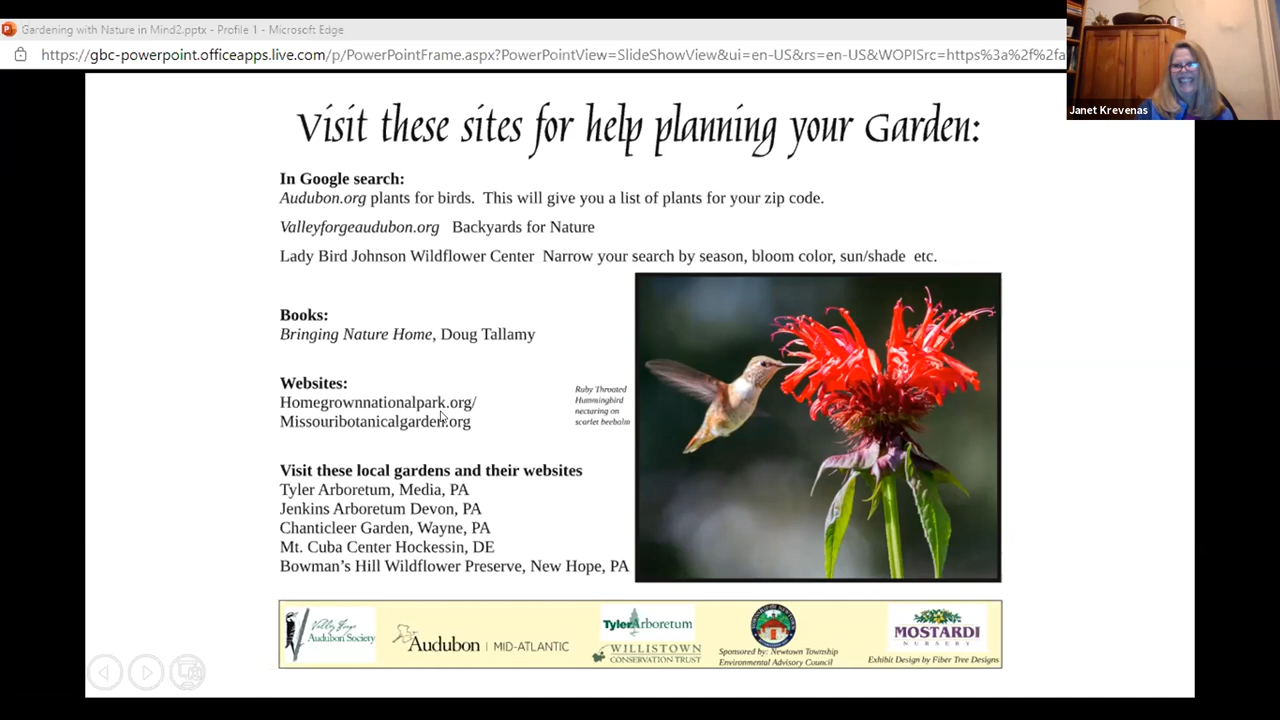 Gardening with Nature in Mind2.pptx - Profile 1 - Microsoft Edge
https://gbc-powerpoint.officeapps.live.com/p/PowerPointFrame.aspx?PowerPointView=SlideShowView&ui=en-US&rs=en-US&WOPISrc=https%3a%2f%2fa
Janet Krevenas
Visit these sites for help planning your Garden:
In Google search:
Audubon.org plants for birds. This will give you a list of plants for your zip code.
Valleyforgeaudubon.org Backyards for Nature
Lady Bird Johnson Wildflower Center Narrow your search by season, bloom color, sun/shade etc.
Books:
Bringing Nature Home, Doug Tallamy
Websites:
Homegrownnationalpark.org/
Missouribotanicalgarden.org
Ruby Throated
Hummingbird
nectaring on
scarlet beebalm
Visit these local gardens and their websites
Tyler Arboretum, Media, PA
Jenkins Arboretum Devon, PA
Chanticleer Garden, Wayne, PA
Mt. Cuba Center Hockessin, DE
Bowman's Hill Wildflower Preserve, New Hope, PA
Valley Forge
Audubon Society
Audubon | MID-ATLANTIC
TylerArboretum
WILLISTOWN
CONSERVATION TRUST
Sponsored by: Newtown Township
Environmental Advisory Council
MOSTARDI
NURSERY
Exhibit Design by Fiber Tree Designs